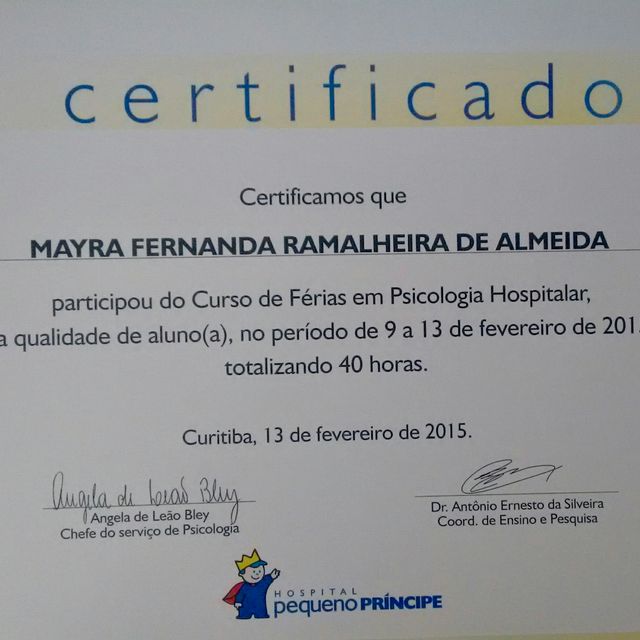 certificado
Certificamos que
MAYRA FERNANDA RAMALHEIRA DE ALMEIDA
participou do Curso de Férias em Psicologia Hospitalar,
a qualidade de aluno(a), no período de 9 a 13 de fevereiro de 201
totalizando 40 horas.
Curitiba, 13 de fevereiro de 2015.
Angela de Leão Bley
Angela de Leão Bley
Chefe do serviço de Psicologia
Dr. Antônio Ernesto da Silveira
Coord. de Ensino e Pesquisa
HOSPITAL
pequeno PRÍNCIPE